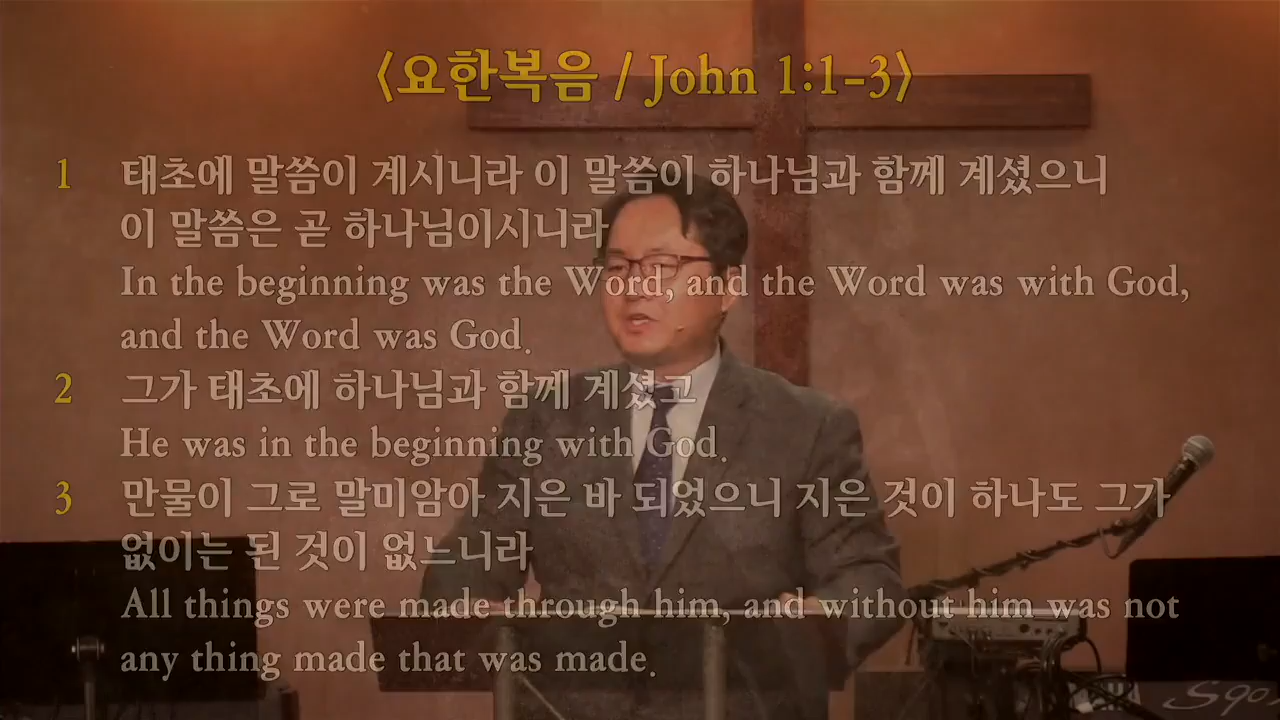 〈요한복음 / John 1:1-3〉
1 태초에 말씀이 계시니라 이 말씀이 하나님과 함께 계셨으니
이 말씀은 곧 하나님이시니라
In the beginning was the Word, and the Word was with God,
and the Word was God.
2 그가 태초에 하나님과 함께 계셨고
He was in the beginning with God.
3 만물이 그로 말미암아 지은 바 되었으니 지은 것이 하나도 그가
없이는 된 것이 없느니라
All things were made through him, and without him was not
any thing made that was made.